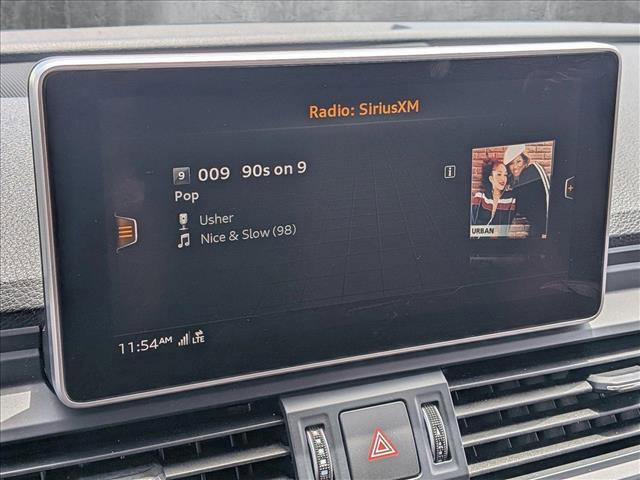 Radio: SiriusXM
9 009 90s on 9
Pop
Usher
Nice & Slow (98)
URBAN
11:54AM LTE